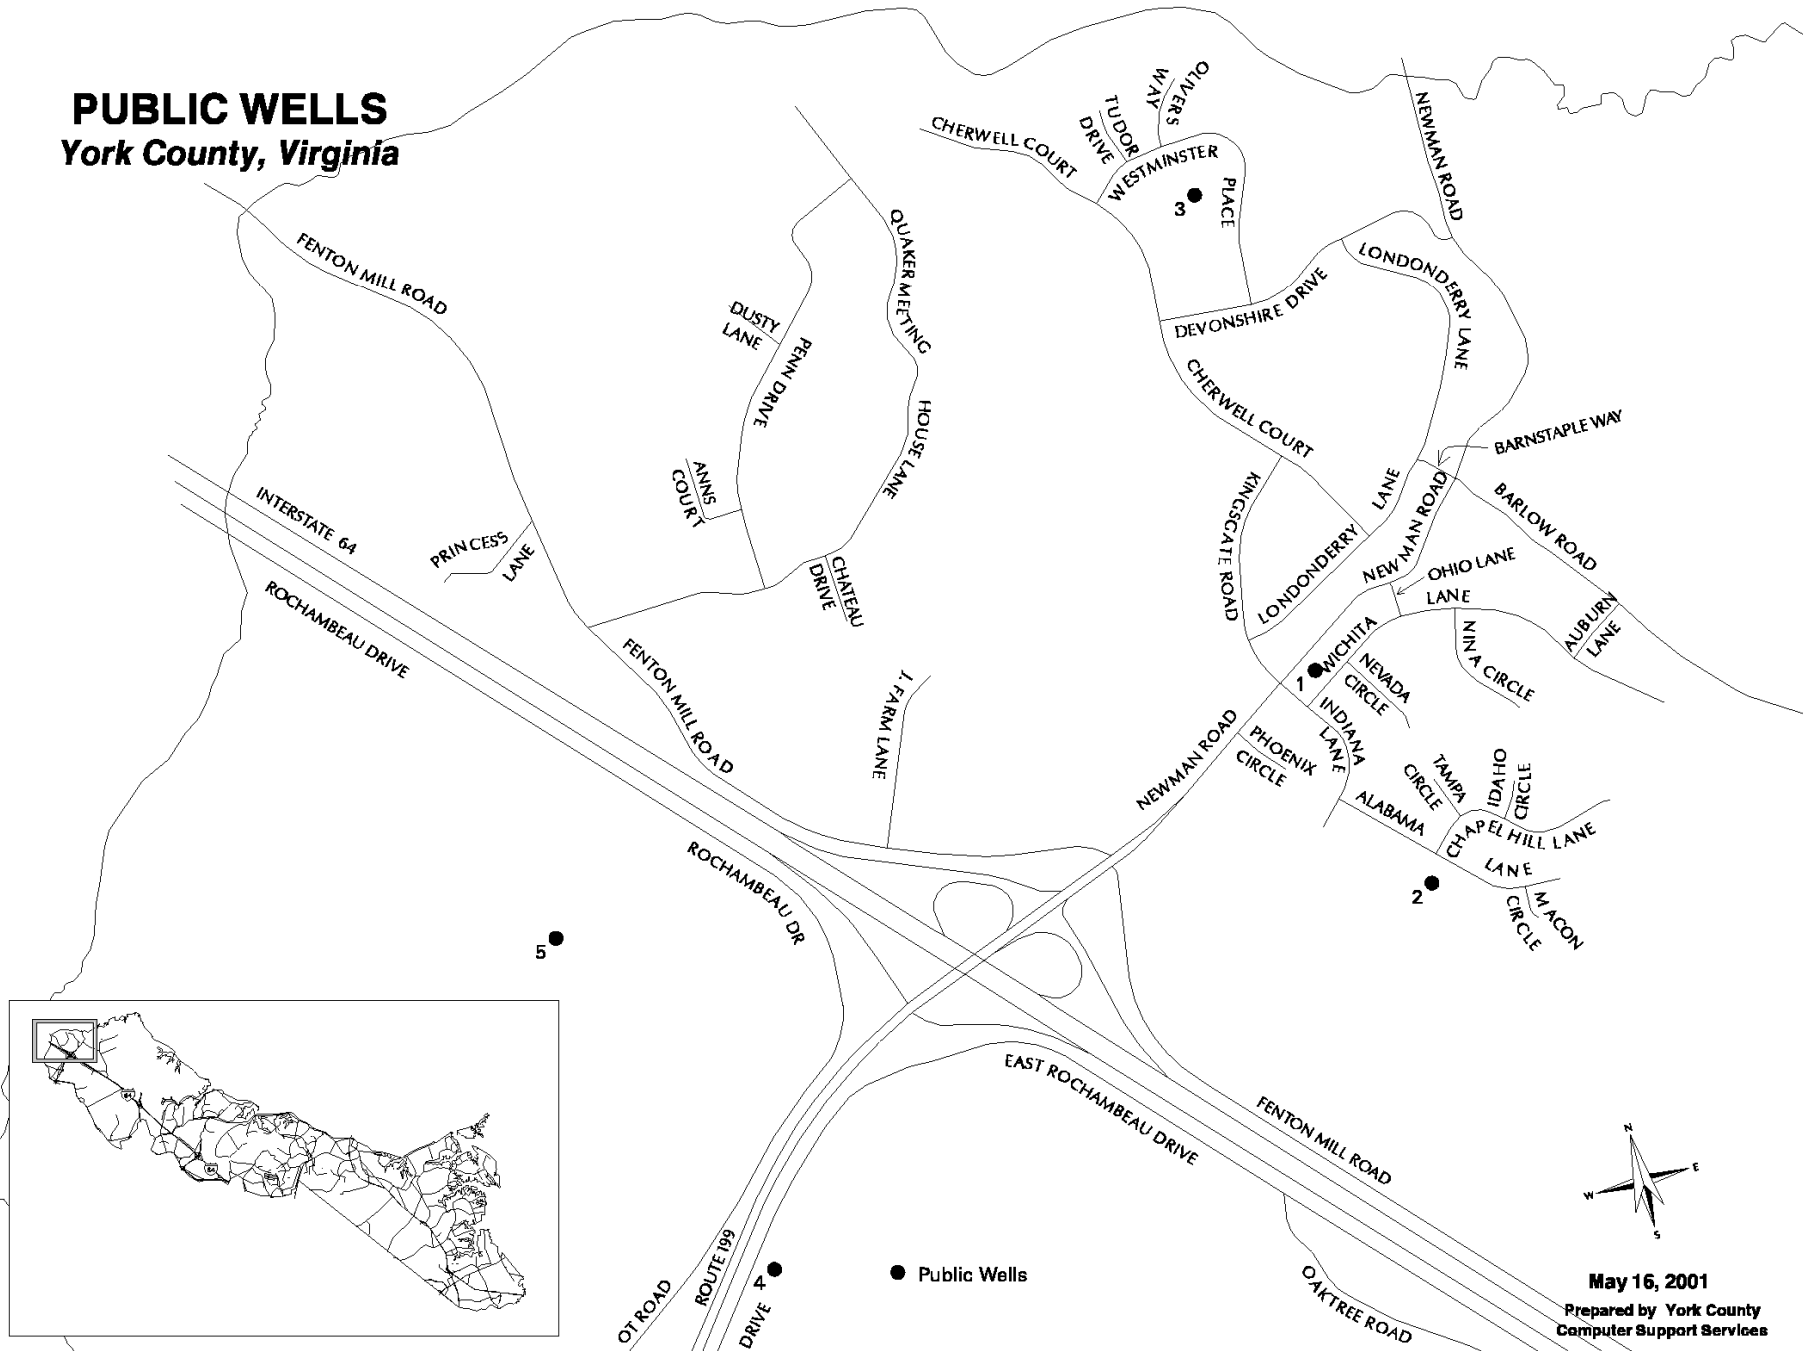 PUBLIC WELLS
York County, Virginia
OLIVERS
WAY
TUDOR
DRIVE
CHERWELL COURT
WESTMINSTER
PLACE
3
NEWMAN ROAD
FENTON MILL ROAD
QUAKER MEETING
HOUSE LANE
DUSTY
LANE
PENN DRIVE
LONDONDERRY LANE
DEVONSHIRE DRIVE
CHERWELL COURT
BARNSTAPLE WAY
ANNS
COURT
KINGSGATE ROAD
LONDONDERRY
LANE
NEWMAN ROAD
BARLOW ROAD
INTERSTATE 64
PRINCESS
LANE
CHATEAU
DRIVE
OHIO LANE
WICHITA
LANE
AUBURN
LANE
ROCHAMBEAU DRIVE
NINA CIRCLE
1
NEVADA
CIRCLE
FENTON MILL ROAD
J. FARM LANE
INDIANA
LANE
NEWMAN ROAD
PHOENIX
CIRCLE
TAMPA
CIRCLE
IDAHO
CIRCLE
ALABAMA
LANE
CHAPEL HILL LANE
2
MACON
CIRCLE
ROCHAMBEAU DR
5
EAST ROCHAMBEAU DRIVE
FENTON MILL ROAD
64
64
N
E
W
S
OT ROAD
ROUTE 199
DRIVE
4
Public Wells
OAKTREE ROAD
May 16, 2001
Prepared by York County
Computer Support Services